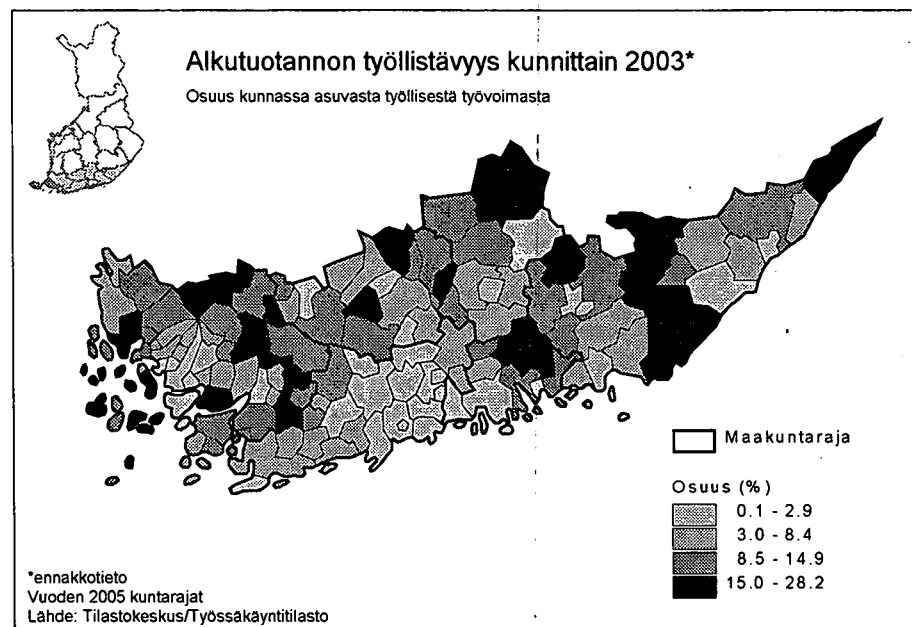 Alkutuotannon työllistävyys kunnittain 2003*
Osuus kunnassa asuvasta työllisestä työvoimasta
Maakuntaraja
Osuus (%)
0.1 - 2.9
3.0 - 8.4
8.5 - 14.9
15.0 - 28.2
*ennakkotieto
Vuoden 2005 kuntarajat
Lähde: Tilastokeskus/Työssäkäyntitilasto